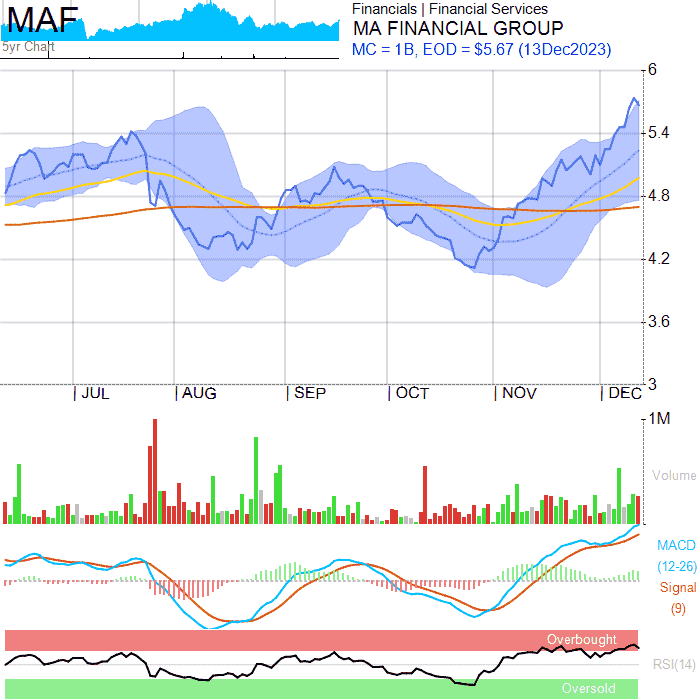 MAF
5yr Chart
Financials | Financial Services
MA FINANCIAL GROUP
MC = 1B, EOD = $5.67 (13Dec2023)
6
5.4
4.8
4.2
3.6
3
JUL AUG SEP OCT NOV DEC
1M
Volume
MACD
(12-26)
Signal
(9)
Overbought
RSI(14)
Oversold